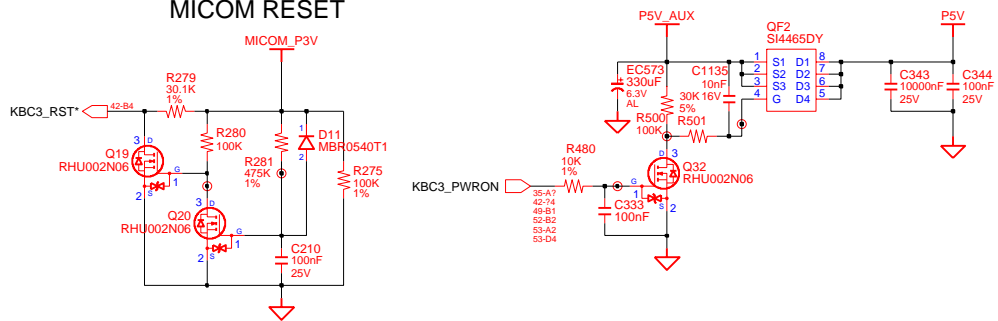 MICOM RESET
MICOM_P3V
R279
30.1K
1%
KBC3_RST*
42-B4
R280
100K
3
D
Q19
RHU002N06
G
1
S
2
3
D
Q20
RHU002N06
G
1
S
2
R281
475K
1%
1
D11
MBR0540T1
2
R275
100K
1%
C210
100nF
25V
P5V_AUX
QF2
SI4465DY
P5V
1
S1
D1
8
2
S2
D2
7
3
S3
D3
6
4
G
D4
5
EC573
330uF
6.3V
AL
C1135
10nF
16V
30K
5%
R500
100K
R501
C343
10000nF
25V
C344
100nF
25V
KBC3_PWRON
R480
10K
1%
35-A?
42-?4
49-B1
52-B2
53-A2
53-D4
C333
100nF
D
3
Q32
RHU002N06
G
1
S
2